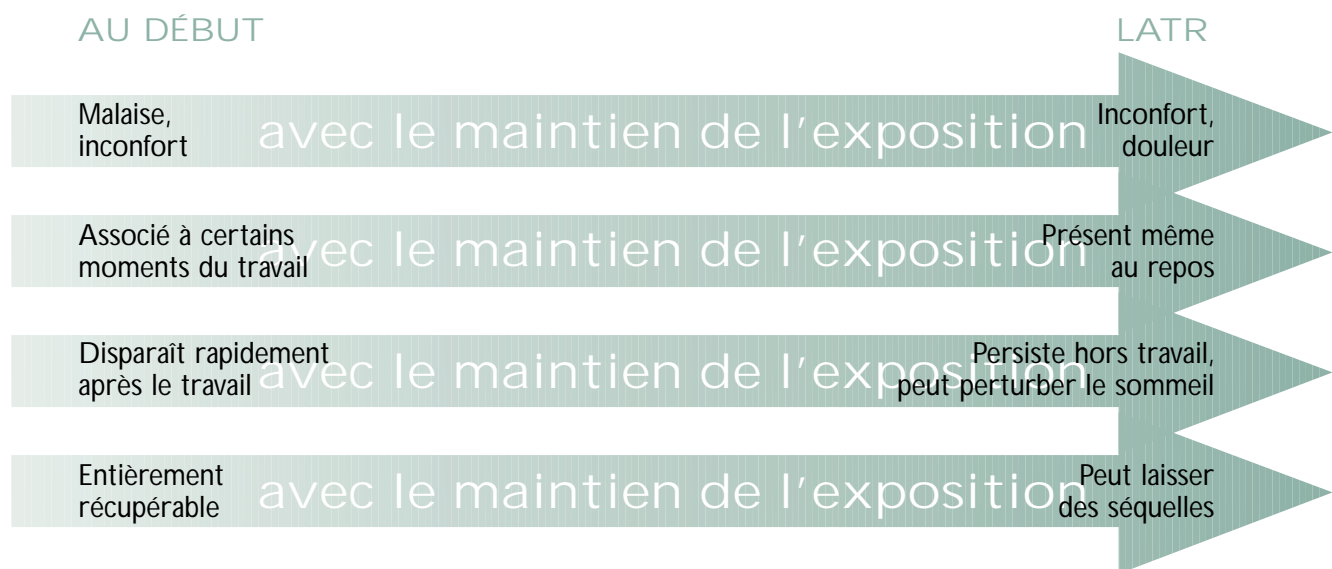 AU DÉBUT
LATR
Malaise,
inconfort
avec le maintien de l'exposition
Inconfort,
douleur
Associé à certains
moments du travail
avec le maintien de l'exposition
Présent même
au repos
Disparaît rapidement
après le travail
avec le maintien de l'exposition
Persiste hors travail,
peut perturber le sommeil
Entièrement
récupérable
avec le maintien de l'exposition
Peut laisser
des séquelles